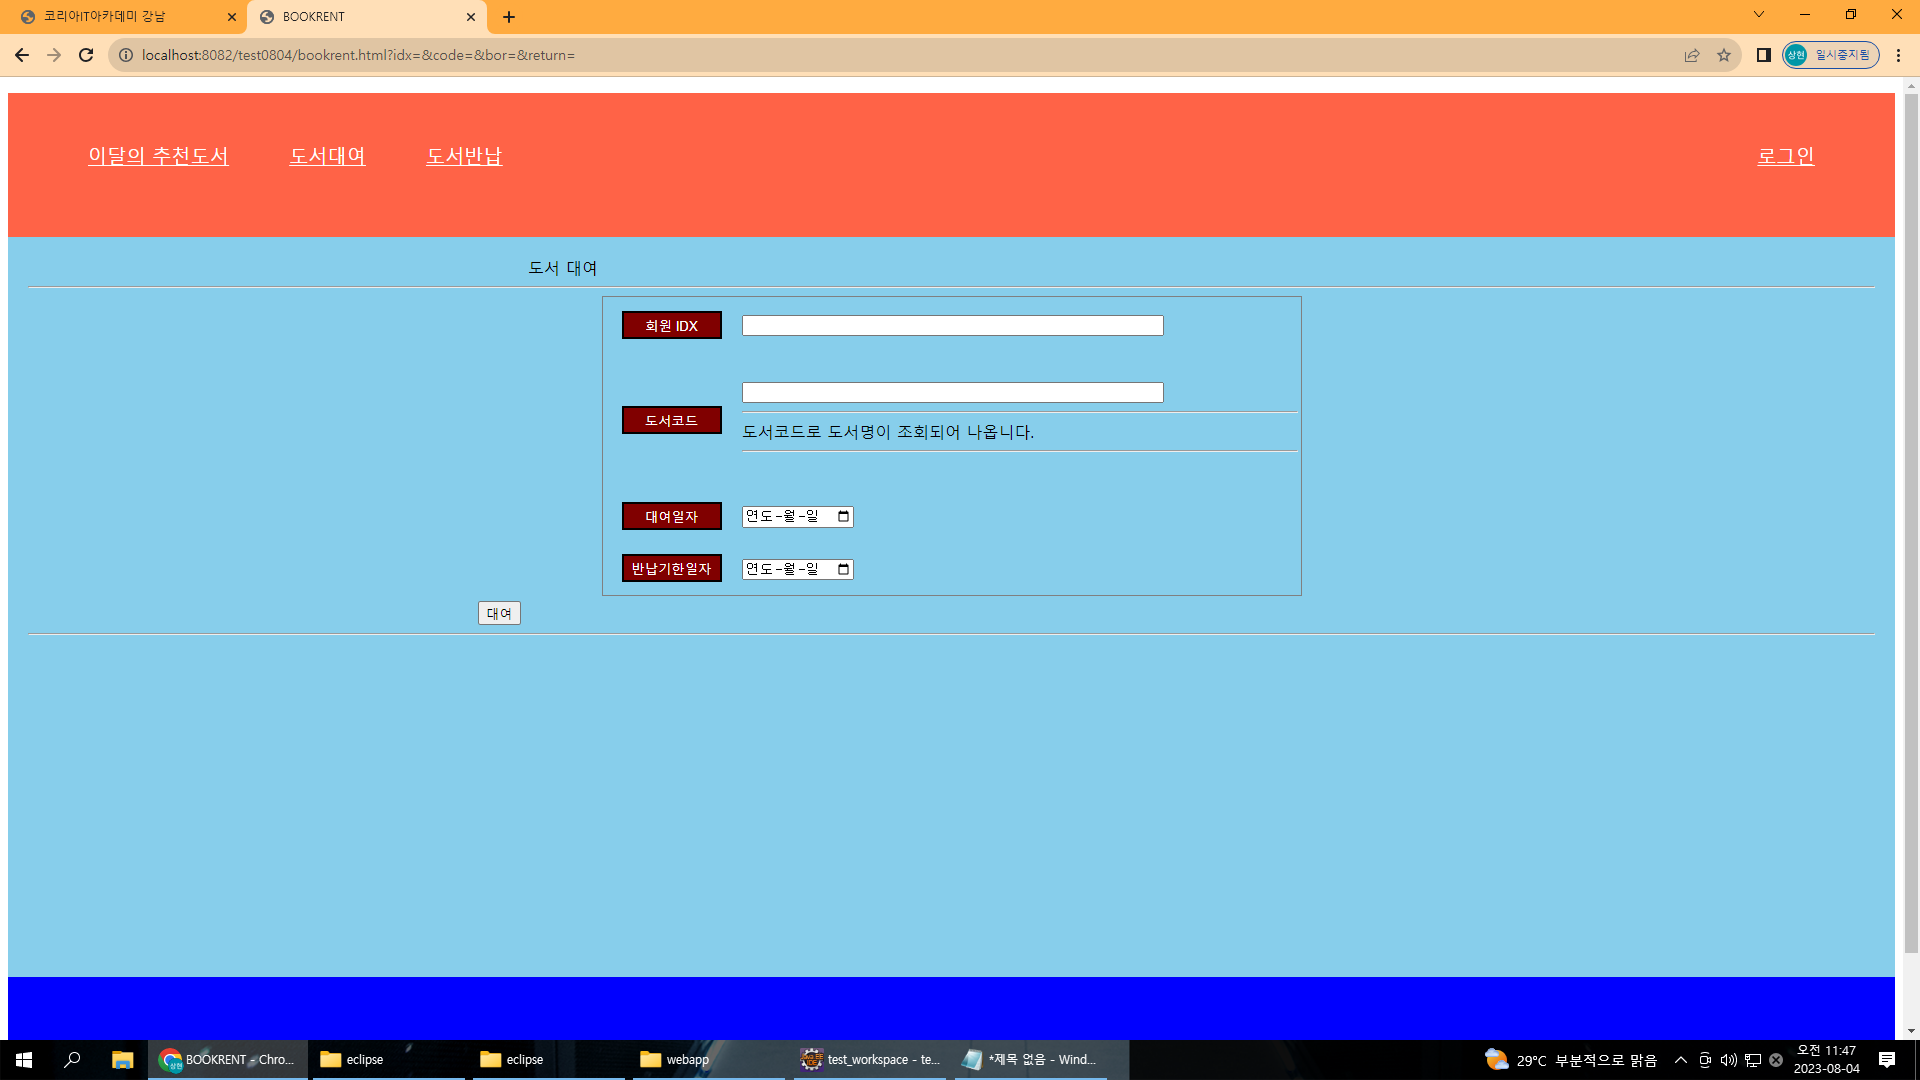 코리아IT아카데미 강남
BOOKRENT
localhost:8082/test0804/bookrent.html?idx=&code=&bor=&return=
상현 일시중지됨
이달의 추천도서 도서대여 도서반납 로그인
도서 대여
회원 IDX
도서코드
도서코드로 도서명이 조회되어 나옵니다.
대여일자 연도-월-일
반납기한일자 연도-월-일
대여
BOOKRENT - Chro...
eclipse
eclipse
webapp
test_workspace - te...
*제목 없음 - Wind...
29°C 부분적으로 맑음
오전 11:47
2023-08-04